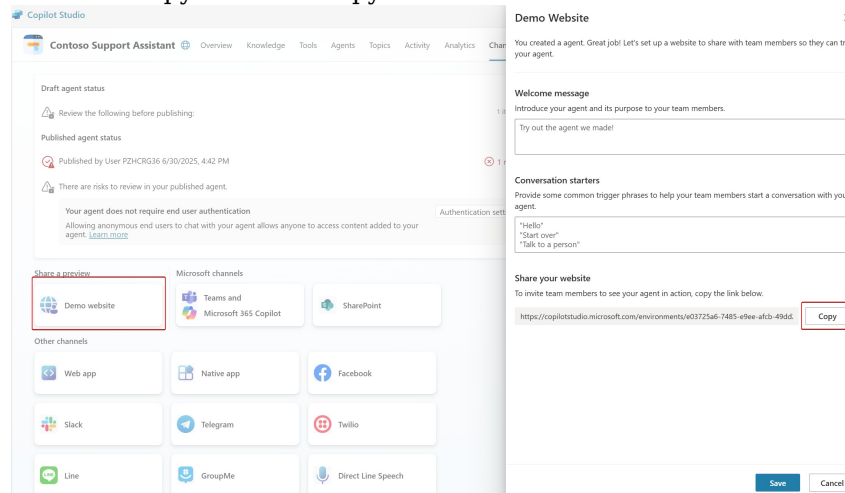 Copilot Studio
Contoso Support Assistant Overview Knowledge Tools Agents Topics Activity Analytics
Draft agent status
Review the following before publishing:
Published agent status
Published by User PZHCRG36 6/30/2025, 4:42 PM
There are risks to review in your published agent.
Your agent does not require end user authentication
Authentication sett
Allowing anonymous end users to chat with your agent allows anyone to access content added to your
agent. Learn more
Share a preview
Microsoft channels
Demo website
Teams and
Microsoft 365 Copilot
SharePoint
Other channels
Web app
Native app
Facebook
Slack
Telegram
Twilio
Line
GroupMe
Direct Line Speech
Demo Website
You created a agent. Great job! Let's set up a website to share with team members so they can
your agent.
Welcome message
Introduce your agent and its purpose to your team members.
Try out the agent we made!
Conversation starters
Provide some common trigger phrases to help your team members start a conversation with
agent.
"Hello"
"Start over"
"Talk to a person"
Share your website
To invite team members to see your agent in action, copy the link below.
https://copilotstudio.microsoft.com/environments/e03725a6-7485-e9ee-afcb-49dd
Copy
Save
Cancel